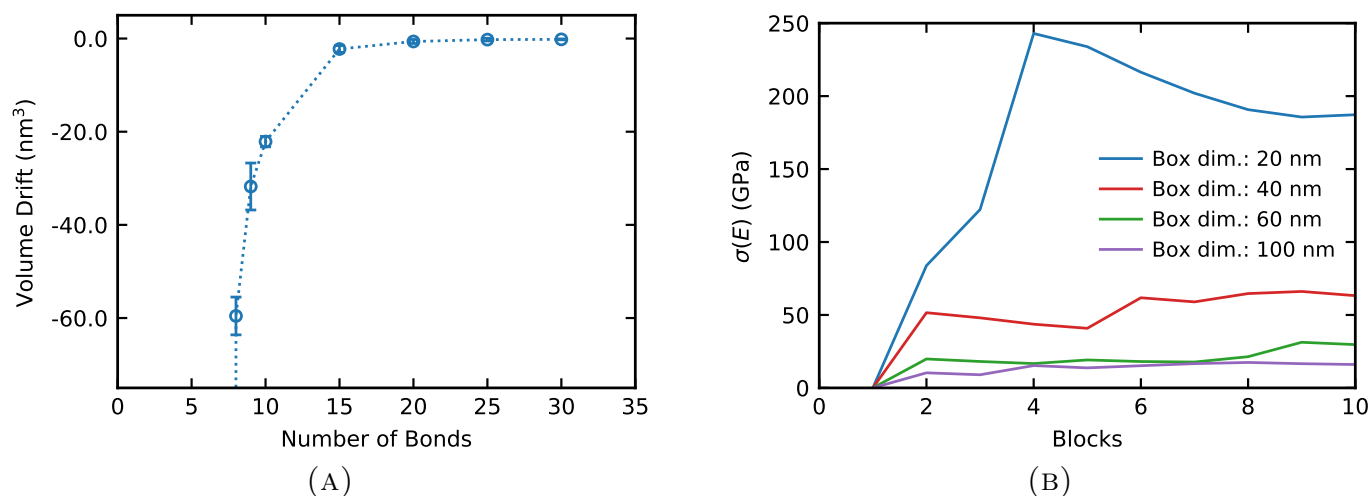 0.0
-20.0
-40.0
-60.0
Volume Drift (nm³)
0 5 10 15 20 25 30 35
Number of Bonds
(A)
250
200
150
100
50
0
σ(E) (GPa)
Box dim.: 20 nm
Box dim.: 40 nm
Box dim.: 60 nm
Box dim.: 100 nm
0 2 4 6 8 10
Blocks
(B)